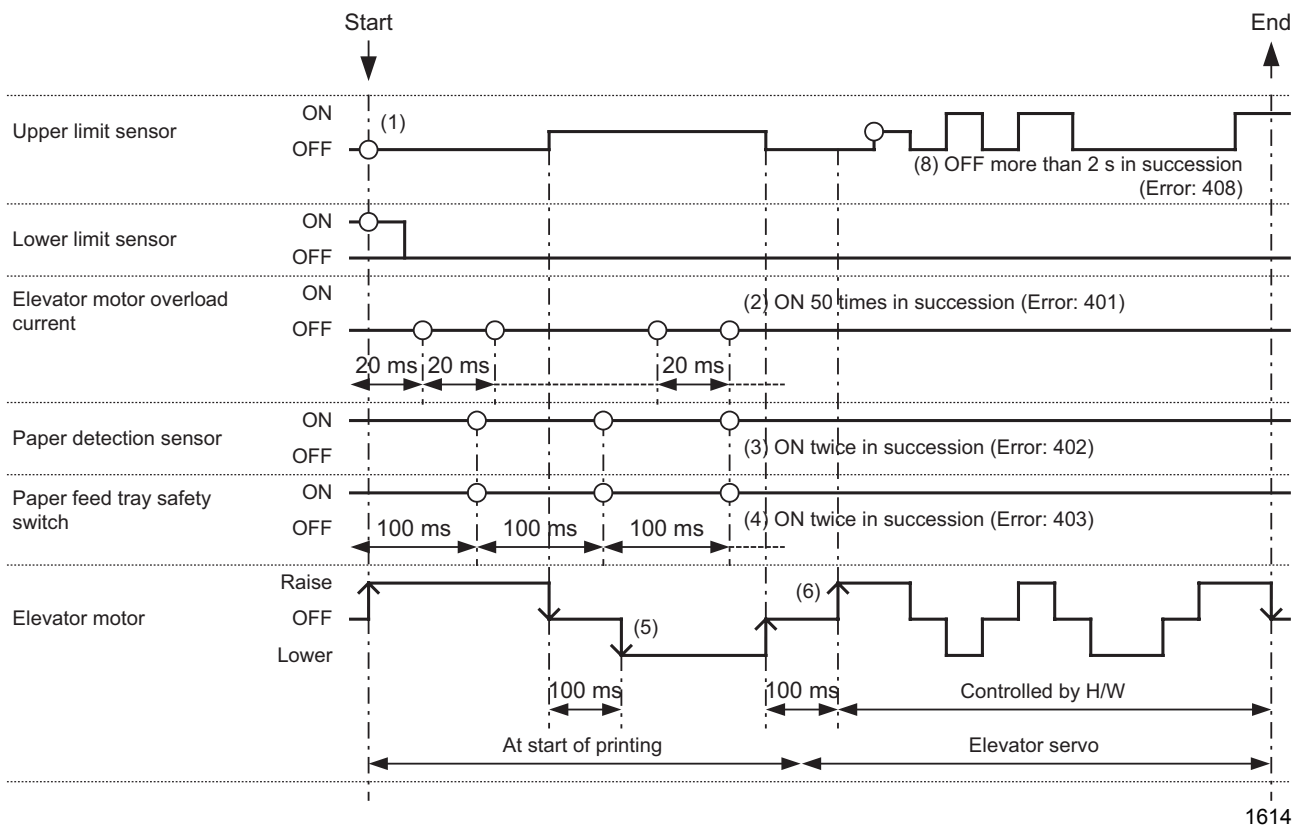 Start
End
Upper limit sensor
ON
OFF
(1)
(8) OFF more than 2 s in succession
(Error: 408)
Lower limit sensor
ON
OFF
Elevator motor overload
current
ON
OFF
(2) ON 50 times in succession (Error: 401)
20 ms
20 ms
20 ms
Paper detection sensor
ON
OFF
(3) ON twice in succession (Error: 402)
Paper feed tray safety
switch
ON
OFF
(4) ON twice in succession (Error: 403)
100 ms
100 ms
100 ms
Elevator motor
Raise
OFF
Lower
(5)
(6)
100 ms
100 ms
Controlled by H/W
At start of printing
Elevator servo
1614